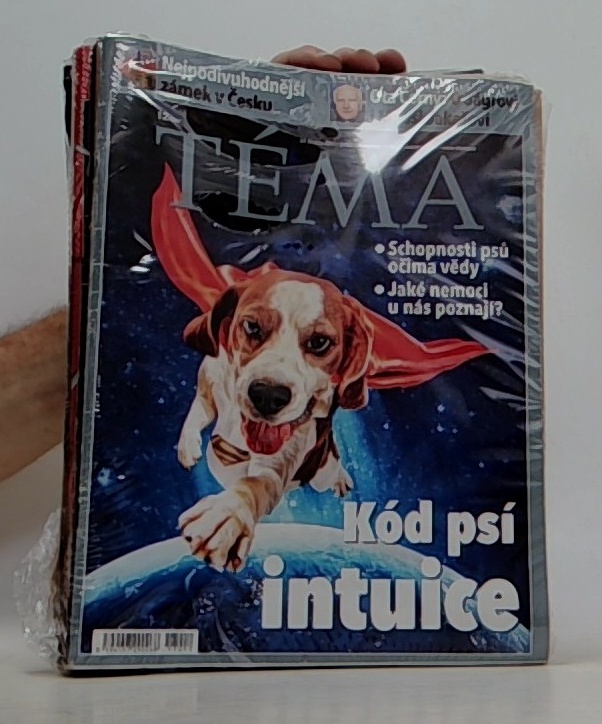 Nejpodivuhodnější
zámek v Česku
TÉMA
• Schopnosti psů
očima vědy
• Jaké nemoci
u nás poznají?
Kód psí
intuice